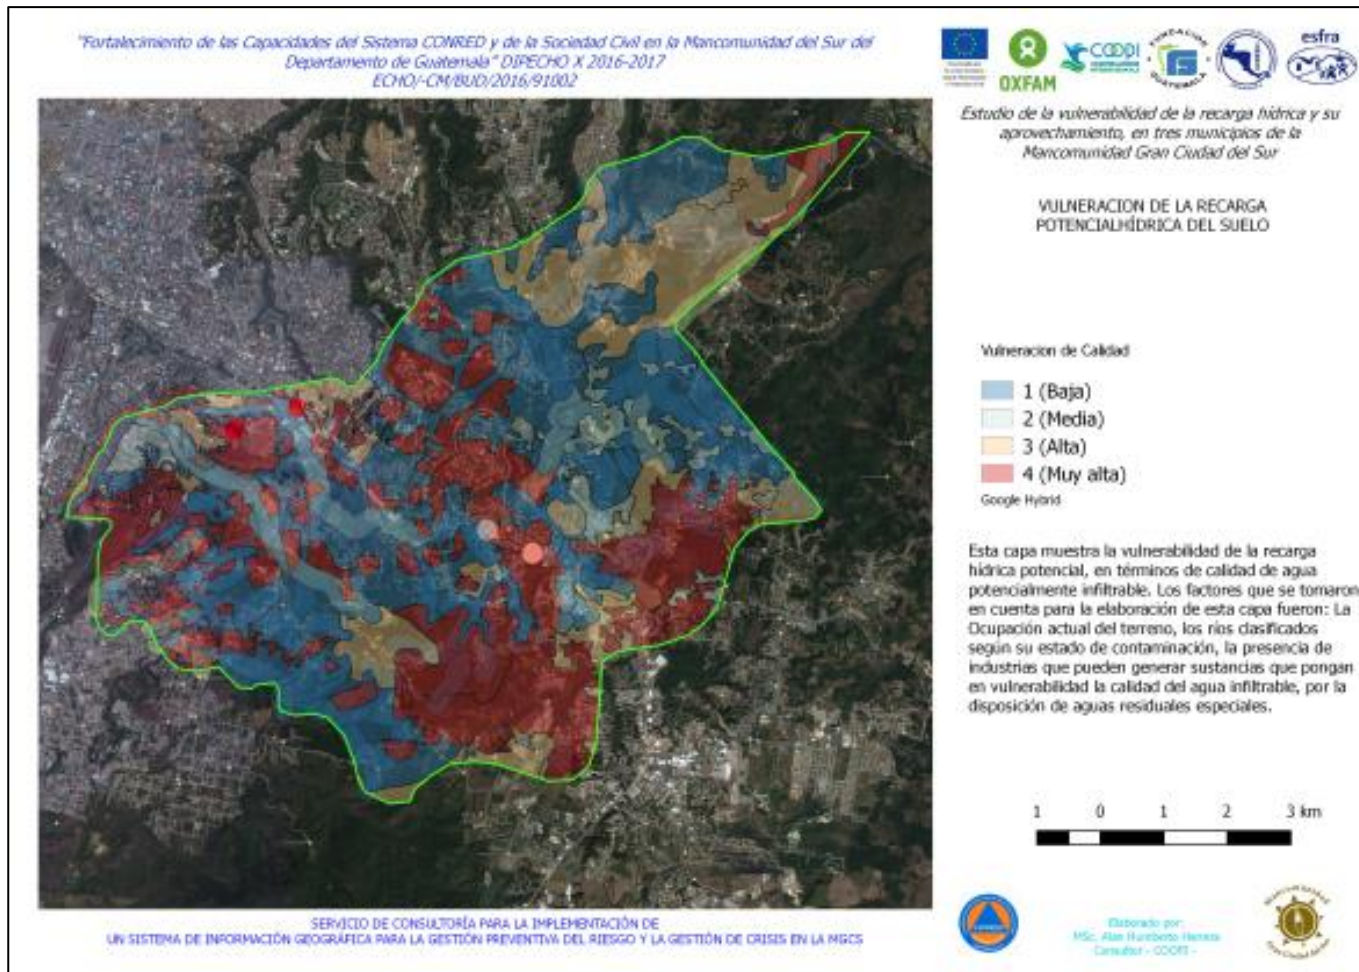 "Fortalecimiento de las Capacidades del Sistema CONRED y de la Sociedad Civil en la Mancomunidad del Sur del
Departamento de Guatemala" DIPECHO X 2016-2017
ECHO/-CM/BUD/2016/91002
OXFAM
COOPI
FUNDACION
GUATEMALA
esfra
Estudio de la vulnerabilidad de la recarga hídrica y su
aprovechamiento, en tres municipios de la
Mancomunidad Gran Ciudad del Sur
VULNERACION DE LA RECARGA
POTENCIALHÍDRICA DEL SUELO
Vulneracion de Calidad
1 (Baja)
2 (Media)
3 (Alta)
4 (Muy alta)
Google Hybrid
Esta capa muestra la vulnerabilidad de la recarga
hídrica potencial, en términos de calidad de agua
potencialmente infiltrable. Los factores que se tomaron
en cuenta para la elaboración de esta capa fueron: La
Ocupación actual del terreno, los ríos clasificados
según su estado de contaminación, la presencia de
industrias que pueden generar sustancias que pongan
en vulnerabilidad la calidad del agua infiltrable, por la
disposición de aguas residuales especiales.
1 0 1 2 3 km
SERVICIO DE CONSULTORÍA PARA LA IMPLEMENTACIÓN DE
UN SISTEMA DE INFORMACIÓN GEOGRÁFICA PARA LA GESTIÓN PREVENTIVA DEL RIESGO Y LA GESTIÓN DE CRISIS EN LA MGCS
Elaborado por:
MSc. Alan Humberto Herrera
Consultor - COOPI -